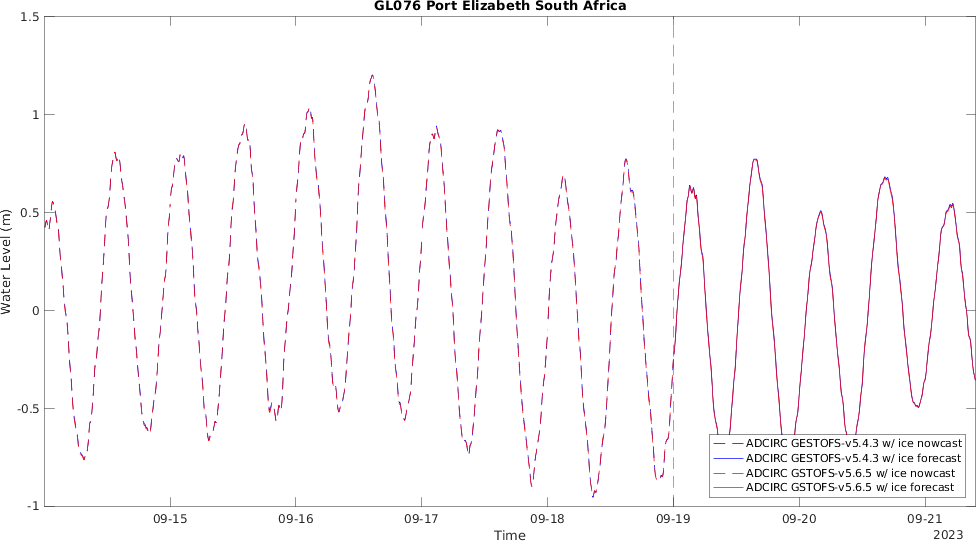 GL076 Port Elizabeth South Africa
1.5
1
0.5
0
-0.5
-1
Water Level (m)
09-15 09-16 09-17 09-18 09-19 09-20 09-21
Time
2023
ADCIRC GESTOFS-v5.4.3 w/ ice nowcast
ADCIRC GESTOFS-v5.4.3 w/ ice forecast
ADCIRC GSTOFS-v5.6.5 w/ ice nowcast
ADCIRC GSTOFS-v5.6.5 w/ ice forecast